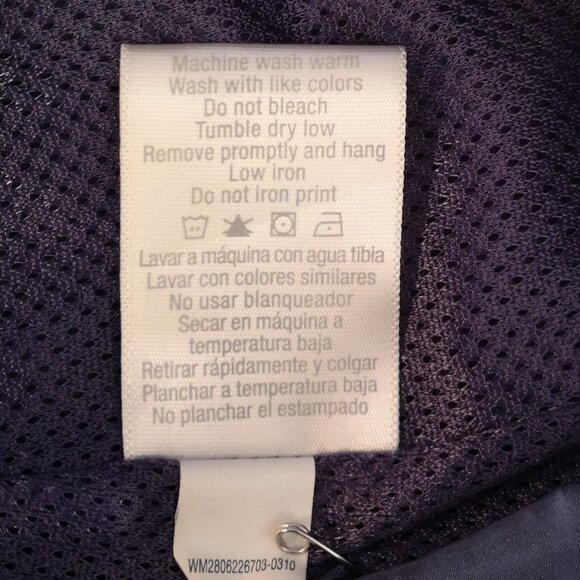 Machine wash warm
Wash with like colors
Do not bleach
Tumble dry low
Remove promptly and hang
Low iron
Do not iron print
Lavar a máquina con agua tibia
Lavar con colores similares
No usar blanqueador
Secar en máquina a
temperatura baja
Retirar rápidamente y colgar
Planchar a temperatura baja
No planchar el estampado
WM2806226703-0310